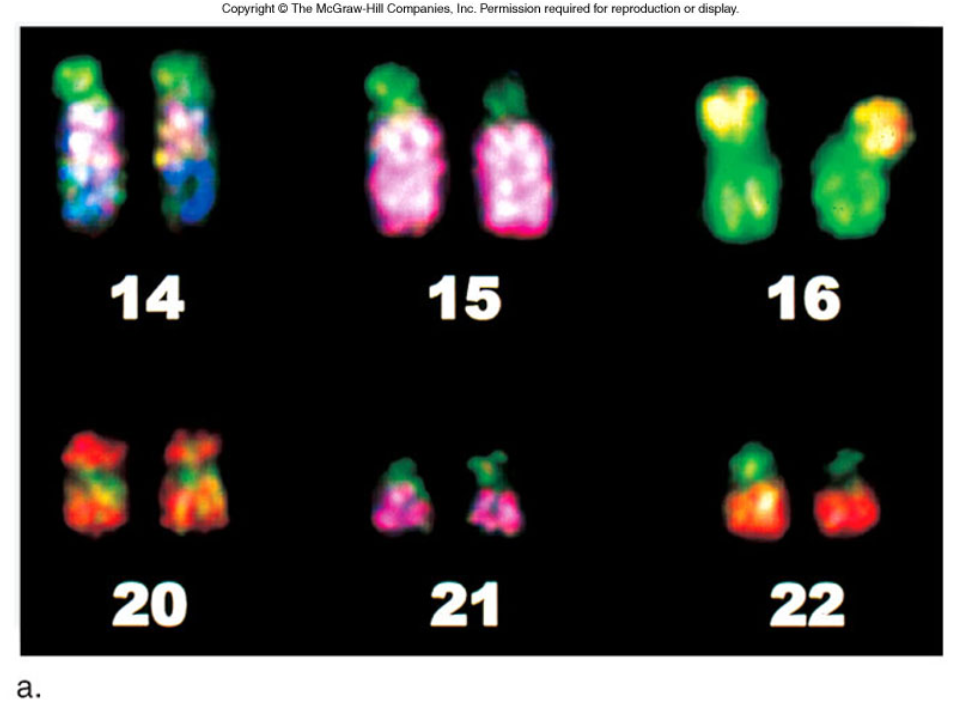 Copyright © The McGraw-Hill Companies, Inc. Permission required for reproduction or display.
14 15 16
20 21 22
a.